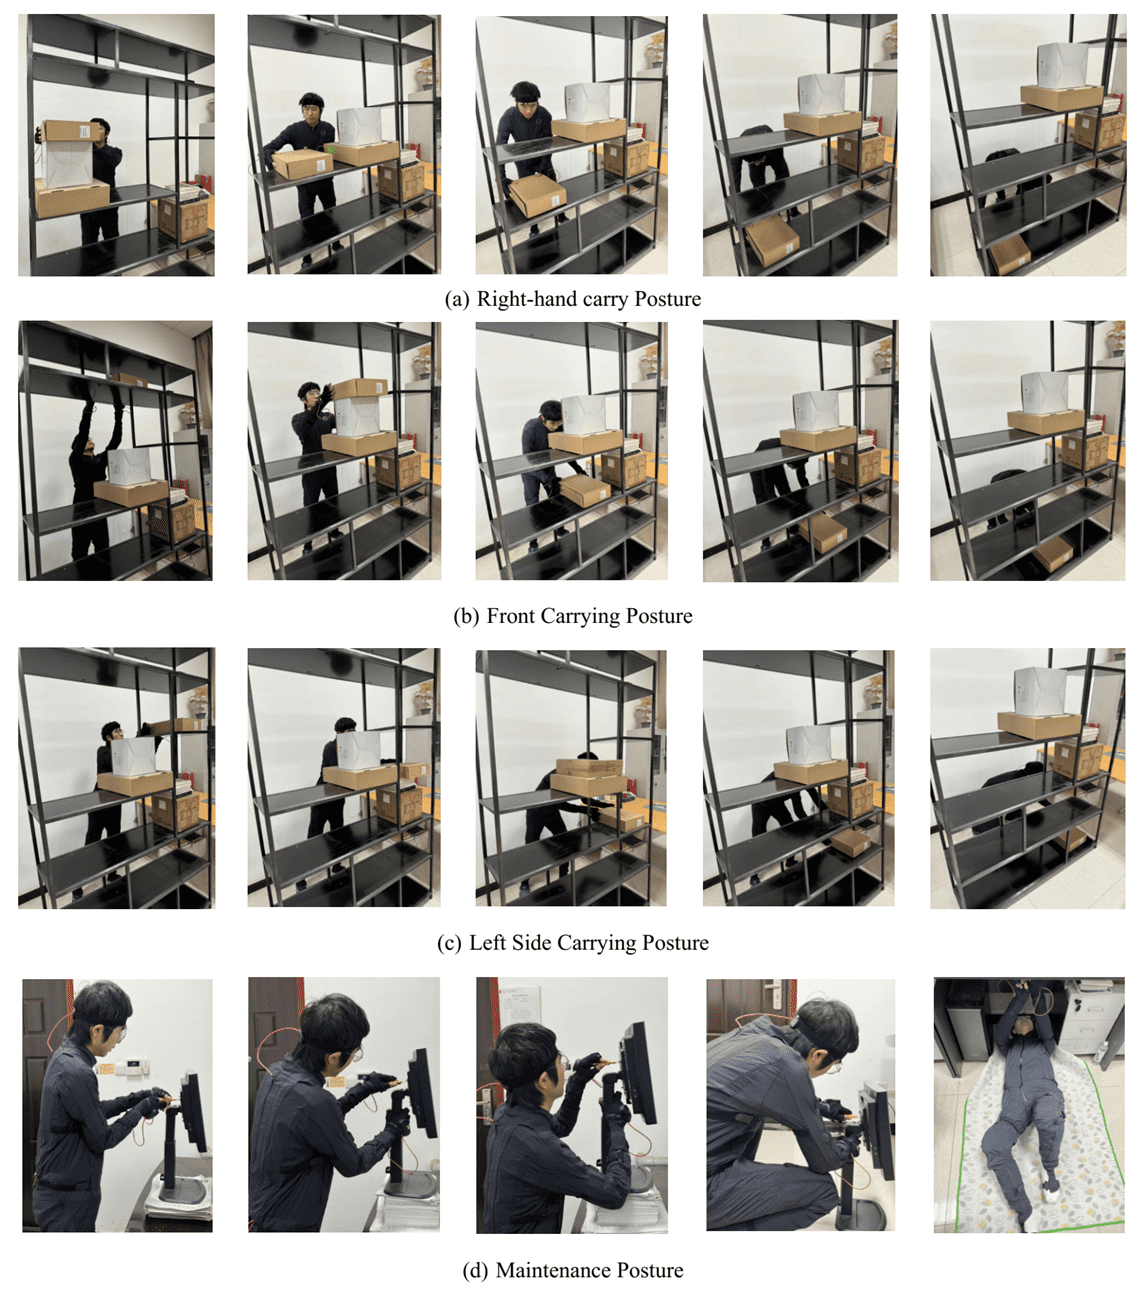 (a) Right-hand carry Posture
(b) Front Carrying Posture
(c) Left Side Carrying Posture
(d) Maintenance Posture